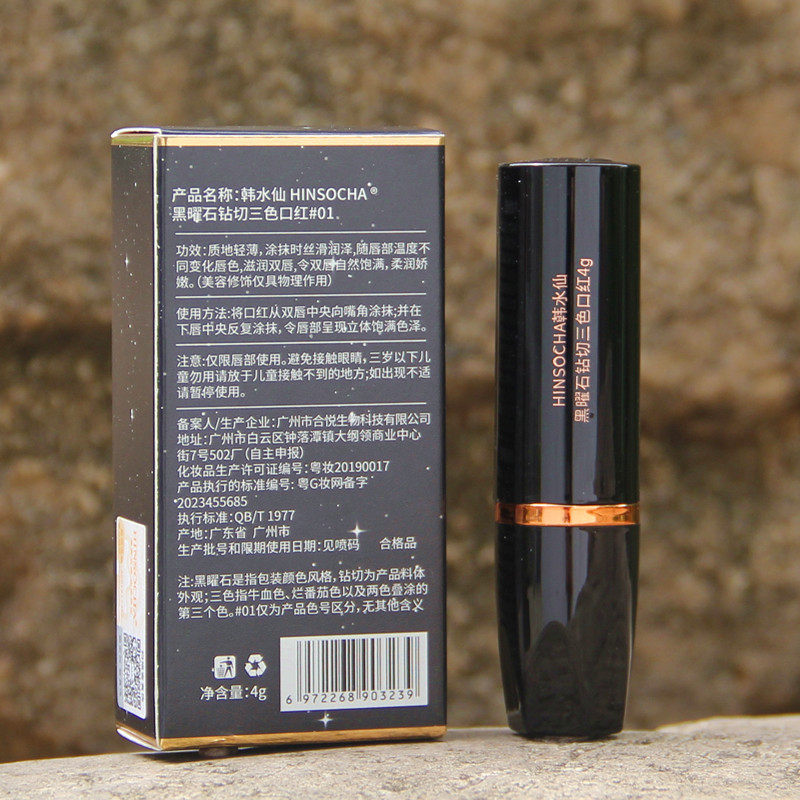 产品名称:韩水仙 HINSOCHA®
黑曜石钻切三色口红#01
功效:质地轻薄,涂抹时丝滑润泽,随唇部温度不
同变化唇色,滋润双唇,令双唇自然饱满,柔润娇
嫩。(美容修饰仅具物理作用)
使用方法:将口红从双唇中央向嘴角涂抹;并在
下唇中央反复涂抹,令唇部呈现立体饱满色泽。
注意:仅限唇部使用。避免接触眼睛,三岁以下儿
童勿用请放于儿童接触不到的地方;如出现不适
请暂停使用。
备案人/生产企业:广州市合悦生物科技有限公司
地址:广州市白云区钟落潭镇大纲领商业中心
街7号502厂(自主申报)
化妆品生产许可证编号:粤妆20190017
产品执行的标准编号:粤G妆网备字
2023455685
执行标准:QB/T 1977
产地:广东省 广州市
生产批号和限期使用日期:见喷码 合格品
注:黑曜石是指包装颜色风格,钻切为产品料体
外观;三色指牛血色、烂番茄色以及两色叠涂的
第三个色。#01仅为产品色号区分,无其他含义
净含量:4g
6 972268 903239
HINSOCHA韩水仙
黑曜石钻切三色口红4g